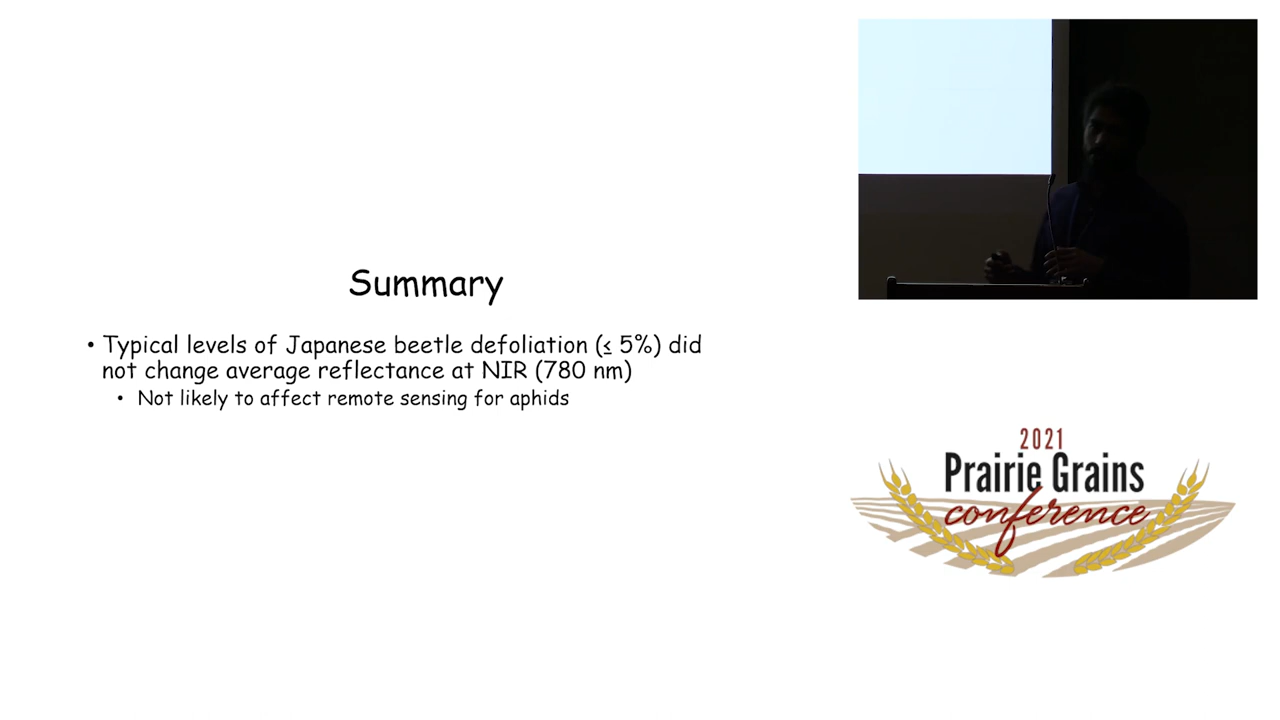 Summary
• Typical levels of Japanese beetle defoliation (≤ 5%) did
not change average reflectance at NIR (780 nm)
• Not likely to affect remote sensing for aphids
2021
Prairie Grains
conference